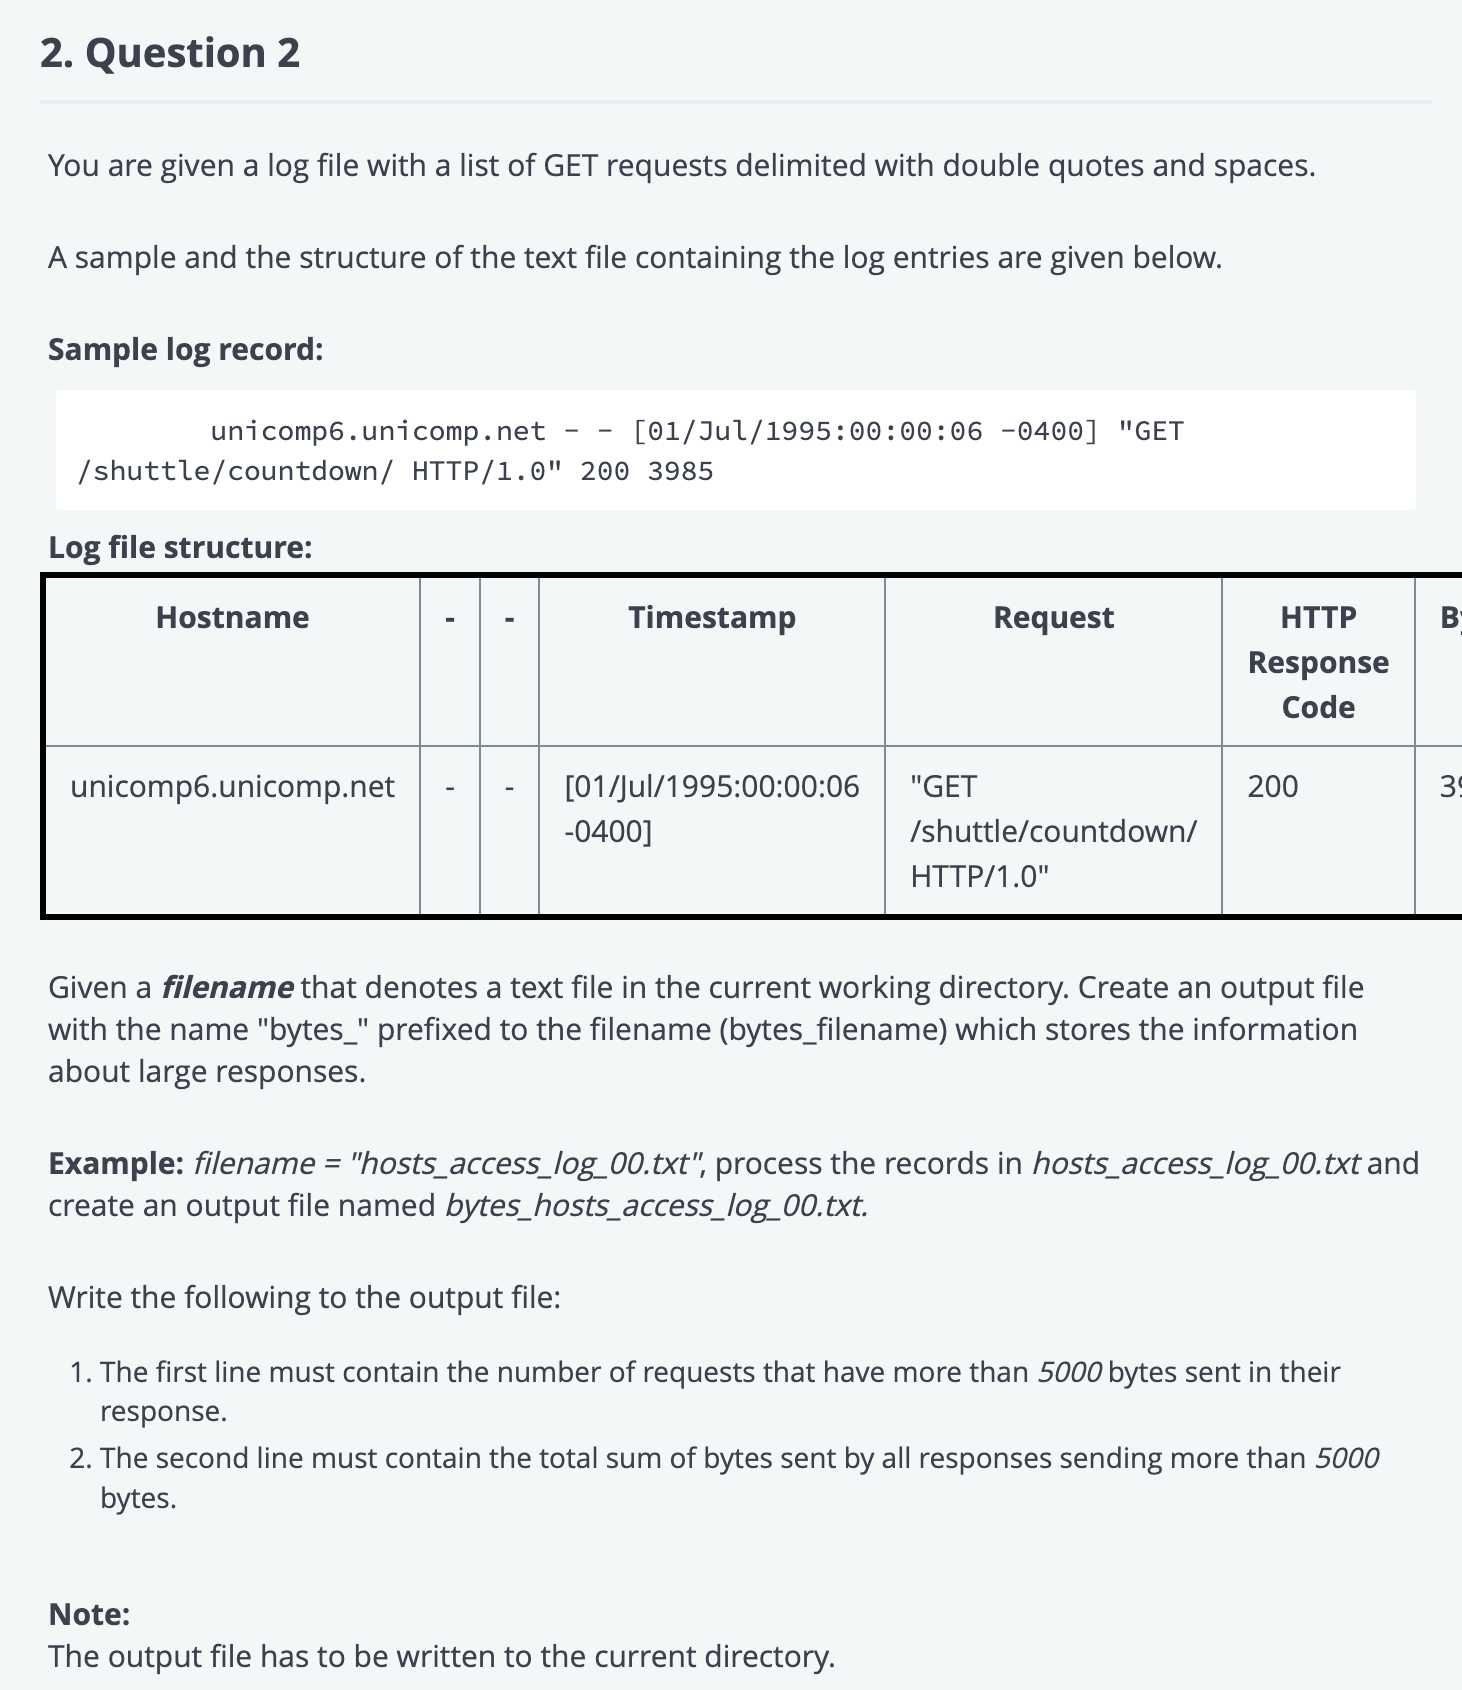 2. Question 2
You are given a log file with a list of GET requests delimited with double quotes and spaces.
A sample and the structure of the text file containing the log entries are given below.
Sample log record:
unicomp6.unicomp.net - - [01/Jul/1995:00:00:06 -0400] "GET
/shuttle/countdown/ HTTP/1.0" 200 3985
Log file structure:
Hostname - - Timestamp Request HTTP
Response
Code
unicomp6.unicomp.net - - [01/Jul/1995:00:00:06 "GET 200
-0400] /shuttle/countdown/
HTTP/1.0"
Given a filename that denotes a text file in the current working directory. Create an output file
with the name "bytes_" prefixed to the filename (bytes_filename) which stores the information
about large responses.
Example: filename = "hosts_access_log_00.txt", process the records in hosts_access_log_00.txt and
create an output file named bytes_hosts_access_log_00.txt.
Write the following to the output file:
1. The first line must contain the number of requests that have more than 5000 bytes sent in their
response.
2. The second line must contain the total sum of bytes sent by all responses sending more than 5000
bytes.
Note:
The output file has to be written to the current directory.